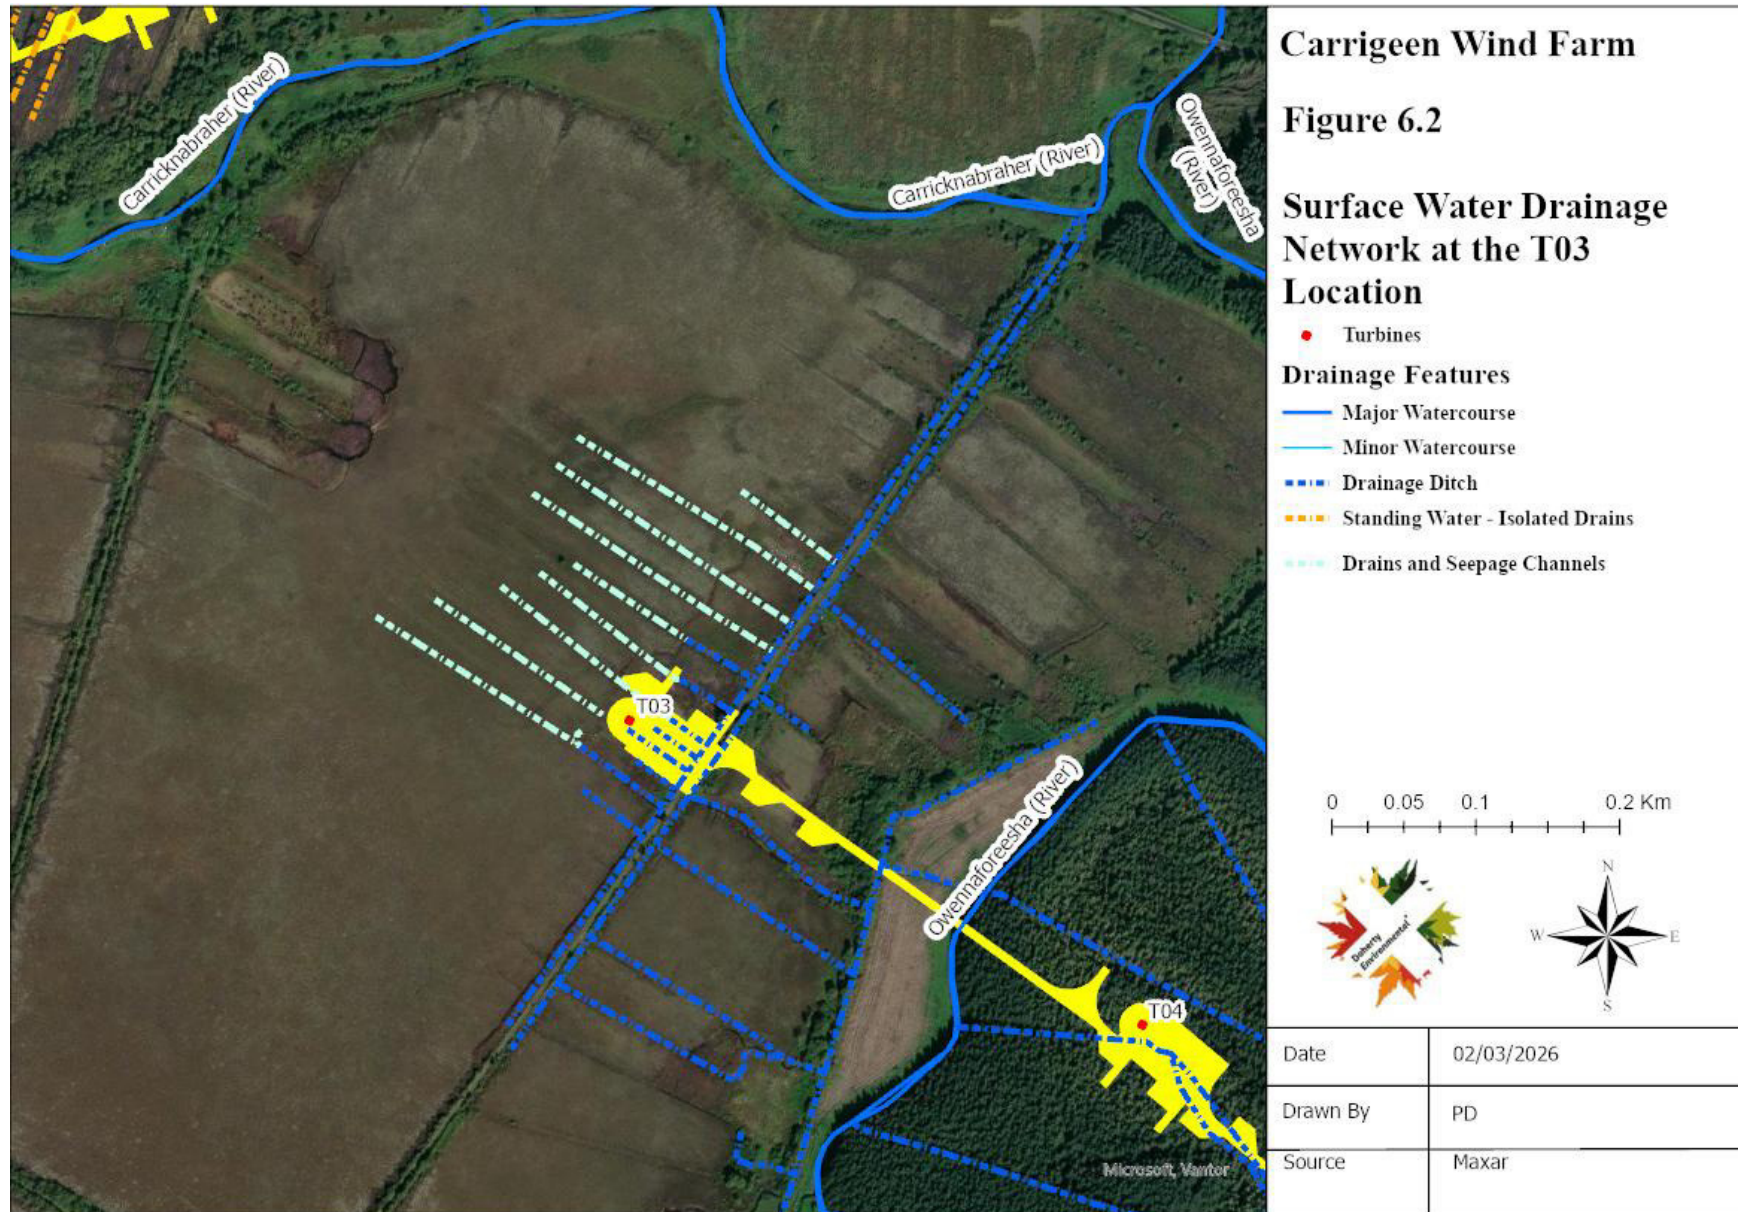 Carrigeen Wind Farm
Figure 6.2
Surface Water Drainage
Network at the T03
Location
Turbines
Drainage Features
Major Watercourse
Minor Watercourse
Drainage Ditch
Standing Water - Isolated Drains
Drains and Seepage Channels
0 0.05 0.1 0.2 Km
Doherty
Environmental
N
W E
S
Date 02/03/2026
Drawn By PD
Source Maxar
Carricknabraher (River)
Carricknabraher (River)
Owennaforeesha
(River)
T03
Owennaforeesha (River)
T04
Microsoft, Vantor